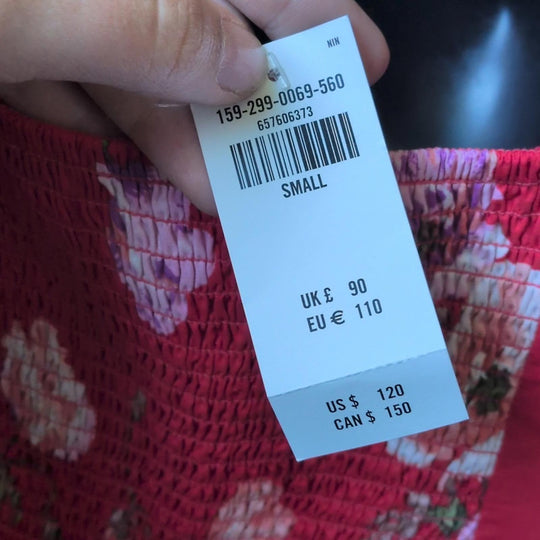 NIN
159-299-0069-560
657606373
SMALL
UK £ 90
EU € 110
US $ 120
CAN $ 150